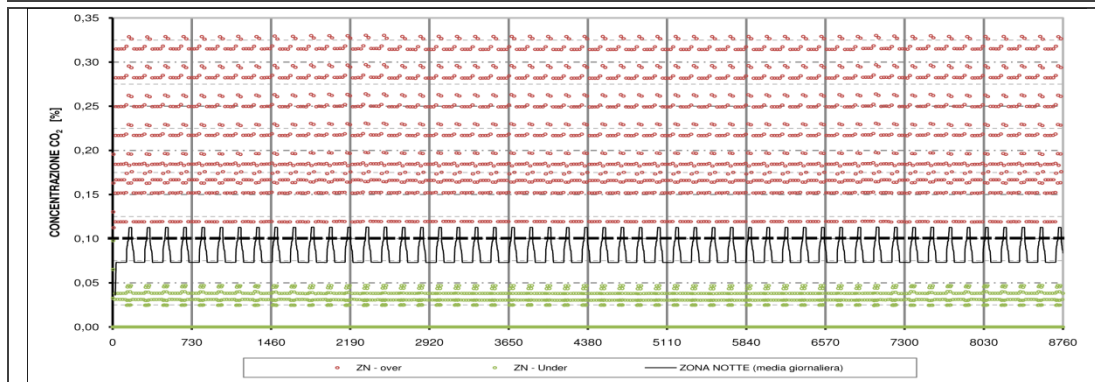 0,35
0,30
0,25
0,20
0,15
0,10
0,05
0,00
CONCENTRAZIONE CO₂ [%]
0 730 1460 2190 2920 3650 4380 5110 5840 6570 7300 8030 8760
ZN - over ZN - Under ZONA NOTTE (media giornaliera)